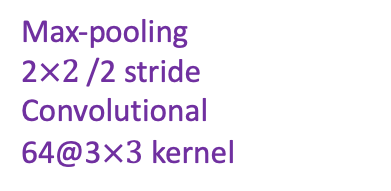 Max-pooling
2×2 /2 stride
Convolutional
64@3×3 kernel